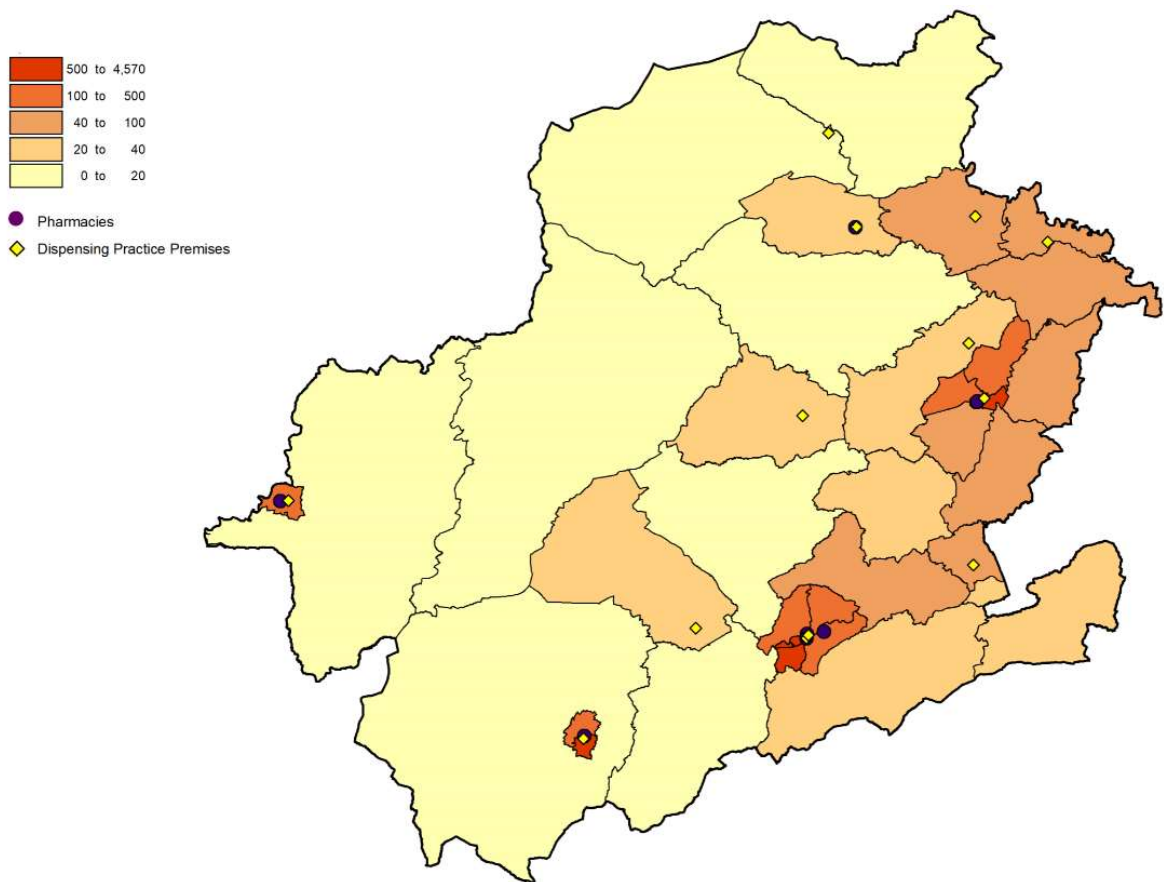 500 to 4,570
100 to 500
40 to 100
20 to 40
0 to 20
Pharmacies
Dispensing Practice Premises